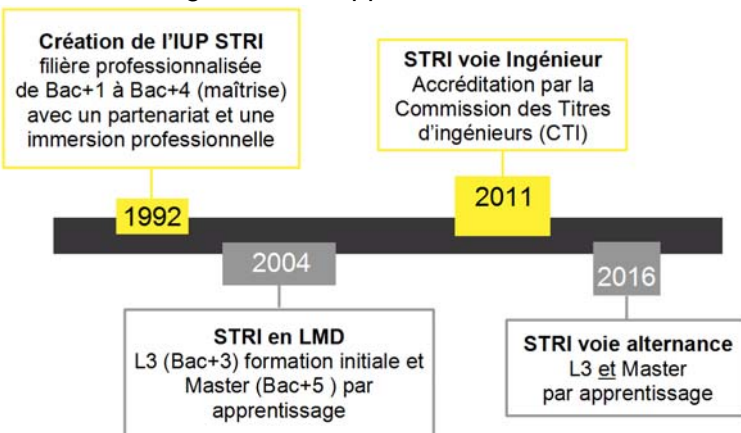 Création de l'IUP STRI
filière professionnalisée
de Bac+1 à Bac+4 (maîtrise)
avec un partenariat et une
immersion professionnelle
1992
2004
STRI en LMD
L3 (Bac+3) formation initiale et
Master (Bac+5 ) par
apprentissage
STRI voie Ingénieur
Accréditation par la
Commission des Titres
d'ingénieurs (CTI)
2011
2016
STRI voie alternance
L3 et Master
par apprentissage